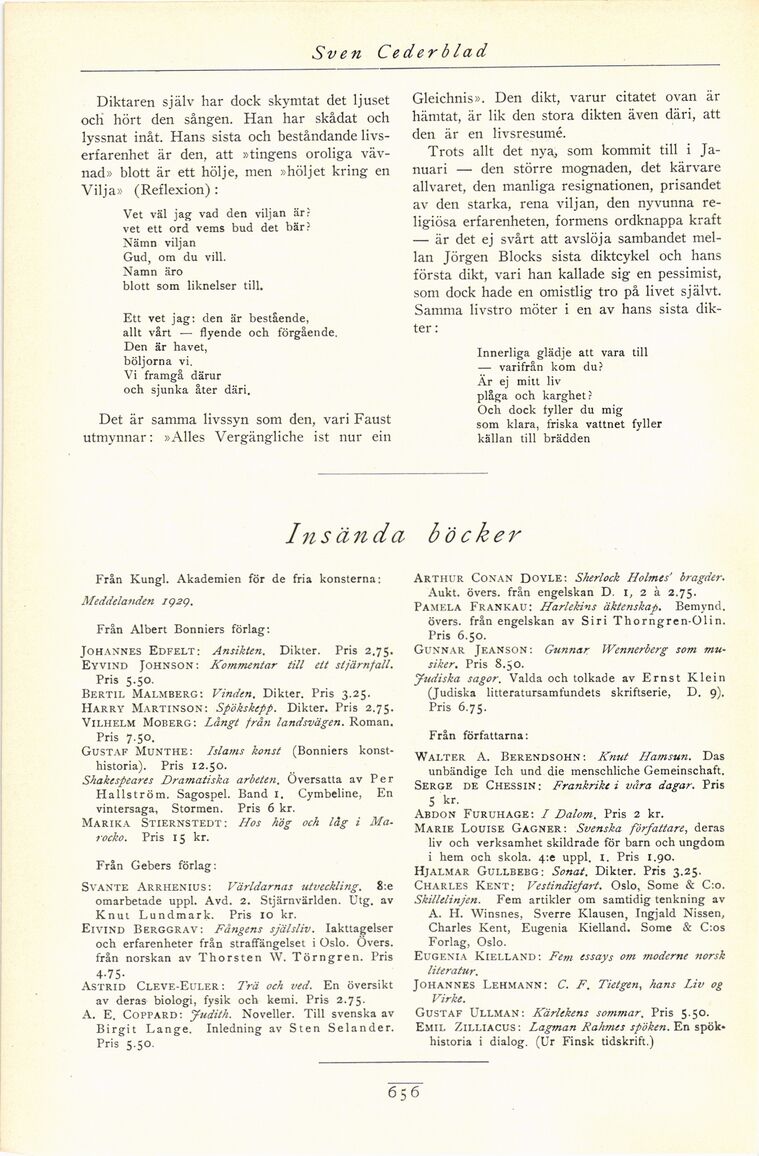 Sven Cederblad
Diktaren själv har dock skymtat det ljuset
och hört den sången. Han har skådat och
lyssnat inåt. Hans sista och beståndande livs-
erfarenhet är den, att »tingens oroliga väv-
nad» blott är ett hölje, men »höljet kring en
Vilja» (Reflexion):
Vet väl jag vad den viljan är?
vet ett ord vems bud det bär?
Nämn viljan
Gud, om du vill.
Namn äro
blott som liknelser till.
Ett vet jag: den är bestående,
allt vårt — flyende och förgående.
Den är havet,
böljorna vi.
Vi framgå därur
och sjunka åter däri.
Det är samma livssyn som den, vari Faust
utmynnar: »Alles Vergängliche ist nur ein
Gleichnis». Den dikt, varur citatet ovan är
hämtat, är lik den stora dikten även däri, att
den är en livsresumé.
Trots allt det nya, som kommit till i Ja-
nuari — den större mognaden, det kärvare
allvaret, den manliga resignationen, prisandet
av den starka, rena viljan, den nyvunna re-
ligiösa erfarenheten, formens ordknappa kraft
— är det ej svårt att avslöja sambandet mel-
lan Jörgen Blocks sista diktcykel och hans
första dikt, vari han kallade sig en pessimist,
som dock hade en omistlig tro på livet självt.
Samma livstro möter i en av hans sista dik-
ter:
Innerliga glädje att vara till
— varifrån kom du?
Är ej mitt liv
plåga och karghet?
Och dock fyller du mig
som klara, friska vattnet fyller
källan till brädden
Insända böcker
Från Kungl. Akademien för de fria konsterna:
Meddelanden 1929.
Från Albert Bonniers förlag:
JOHANNES EDFELT: Ansikten. Dikter. Pris 2.75.
EYVIND JOHNSON: Kommentar till ett stjärnfall.
Pris 5.50.
BERTIL MALMBERG: Vinden. Dikter. Pris 3.25.
HARRY MARTINSON: Spökskepp. Dikter. Pris 2.75.
VILHELM MOBERG: Långt från landsvägen. Roman.
Pris 7.50.
GUSTAF MUNTHE: Islams konst (Bonniers konst-
historia). Pris 12.50.
Shakespeares Dramatiska arbeten. Översatta av Per
Hallström. Sagospel. Band 1. Cymbeline, En
vintersaga, Stormen. Pris 6 kr.
MARIKA STIERNSTEDT: Hos hög och låg i Ma-
rocko. Pris 15 kr.
Från Gebers förlag:
SVANTE ARRHENIUS: Världarnas utveckling. 8:e
omarbetade uppl. Avd. 2. Stjärnvärlden. Utg. av
Knut Lundmark. Pris 10 kr.
EIVIND BERGGRAV: Fångens själsliv. Iakttagelser
och erfarenheter från straffängelset i Oslo. Övers.
från norskan av Thorsten W. Törngren. Pris
4.75.
ASTRID CLEVE-EULER: Trä och ved. En översikt
av deras biologi, fysik och kemi. Pris 2.75.
A. E. COPPARD: Judith. Noveller. Till svenska av
Birgit Lange. Inledning av Sten Selander.
Pris 5.50.
ARTHUR CONAN DOYLE: Sherlock Holmes' bragder.
Aukt. övers. från engelskan D. 1, 2 à 2.75.
PAMELA FRANKAU: Harlekins äktenskap. Bemynd.
övers. från engelskan av Siri Thorngren-Olin.
Pris 6.50.
GUNNAR JEANSON: Gunnar Wennerberg som mu-
siker. Pris 8.50.
Judiska sagor. Valda och tolkade av Ernst Klein
(Judiska litteratursamfundets skriftserie, D. 9).
Pris 6.75.
Från författarna:
WALTER A. BERENDSOHN: Knut Hamsun. Das
unbändige Ich und die menschliche Gemeinschaft.
SERGE DE CHESSIN: Frankrike i våra dagar. Pris
5 kr.
ABDON FURUHAGE: I Dalom. Pris 2 kr.
MARIE LOUISE GAGNER: Svenska författare, deras
liv och verksamhet skildrade för barn och ungdom
i hem och skola. 4:e uppl. 1. Pris 1.90.
HJALMAR GULLBEBG: Sonat. Dikter. Pris 3.25.
CHARLES KENT: Vestindiefart. Oslo, Some & C:o.
Skillelinjen. Fem artikler om samtidig tenkning av
A. H. Winsnes, Sverre Klausen, Ingjald Nissen,
Charles Kent, Eugenia Kielland. Some & C:os
Forlag, Oslo.
EUGENIA KIELLAND: Fem essays om moderne norsk
literatur.
JOHANNES LEHMANN: C. F. Tietgen, hans Liv og
Virke.
GUSTAF ULLMAN: Kärlekens sommar. Pris 5.50.
EMIL ZILLIACUS: Lagman Rahmes spöken. En spök-
historia i dialog. (Ur Finsk tidskrift.)
656